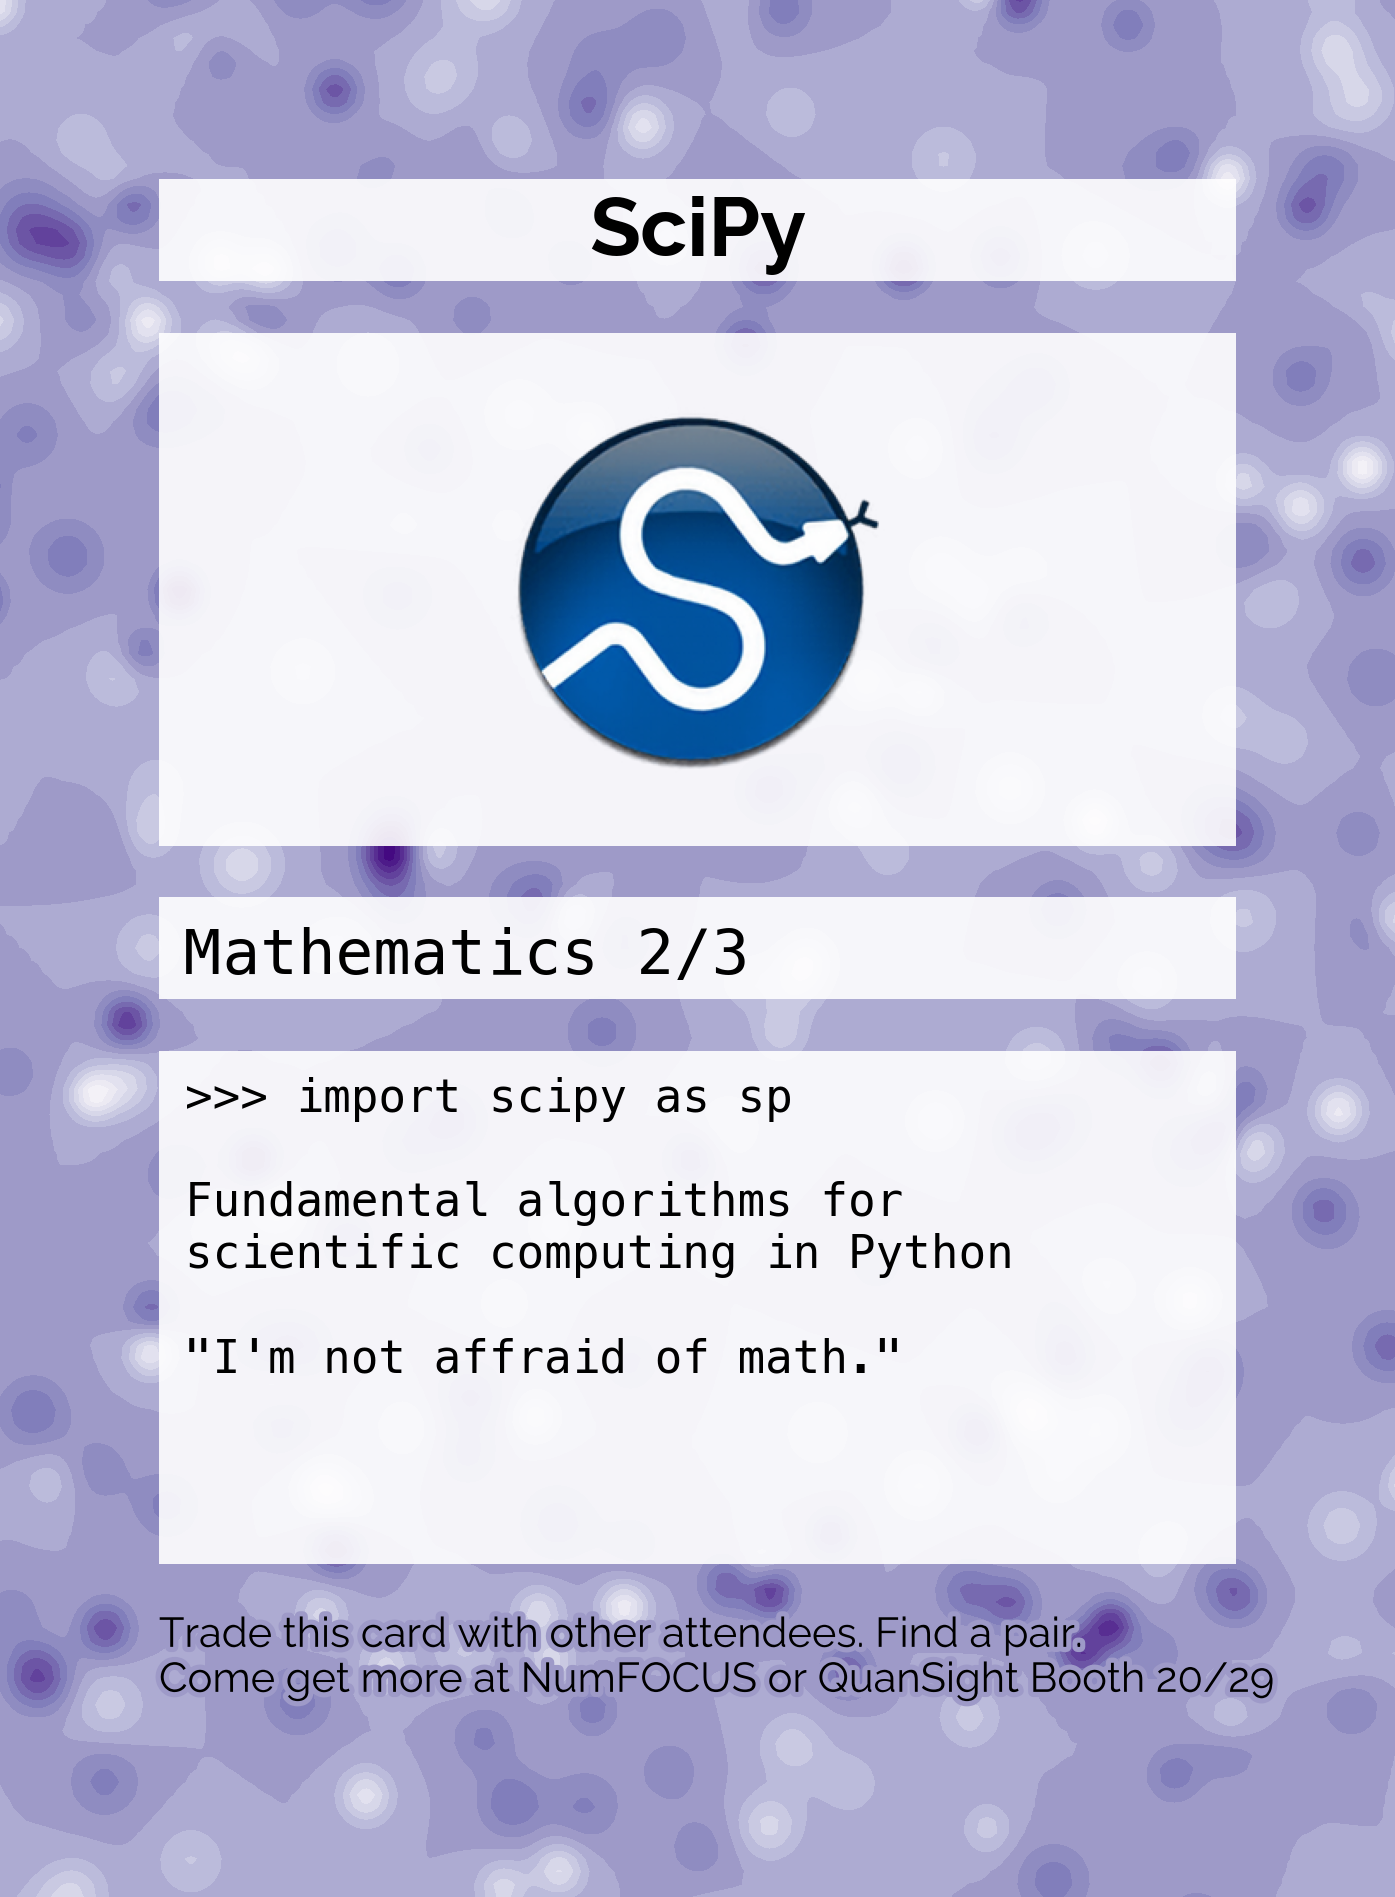 SciPy
Mathematics 2/3
>>> import scipy as sp
Fundamental algorithms for
scientific computing in Python
"I'm not affraid of math."
Trade this card with other attendees. Find a pair.
Come get more at NumFOCUS or QuanSight Booth 20/29